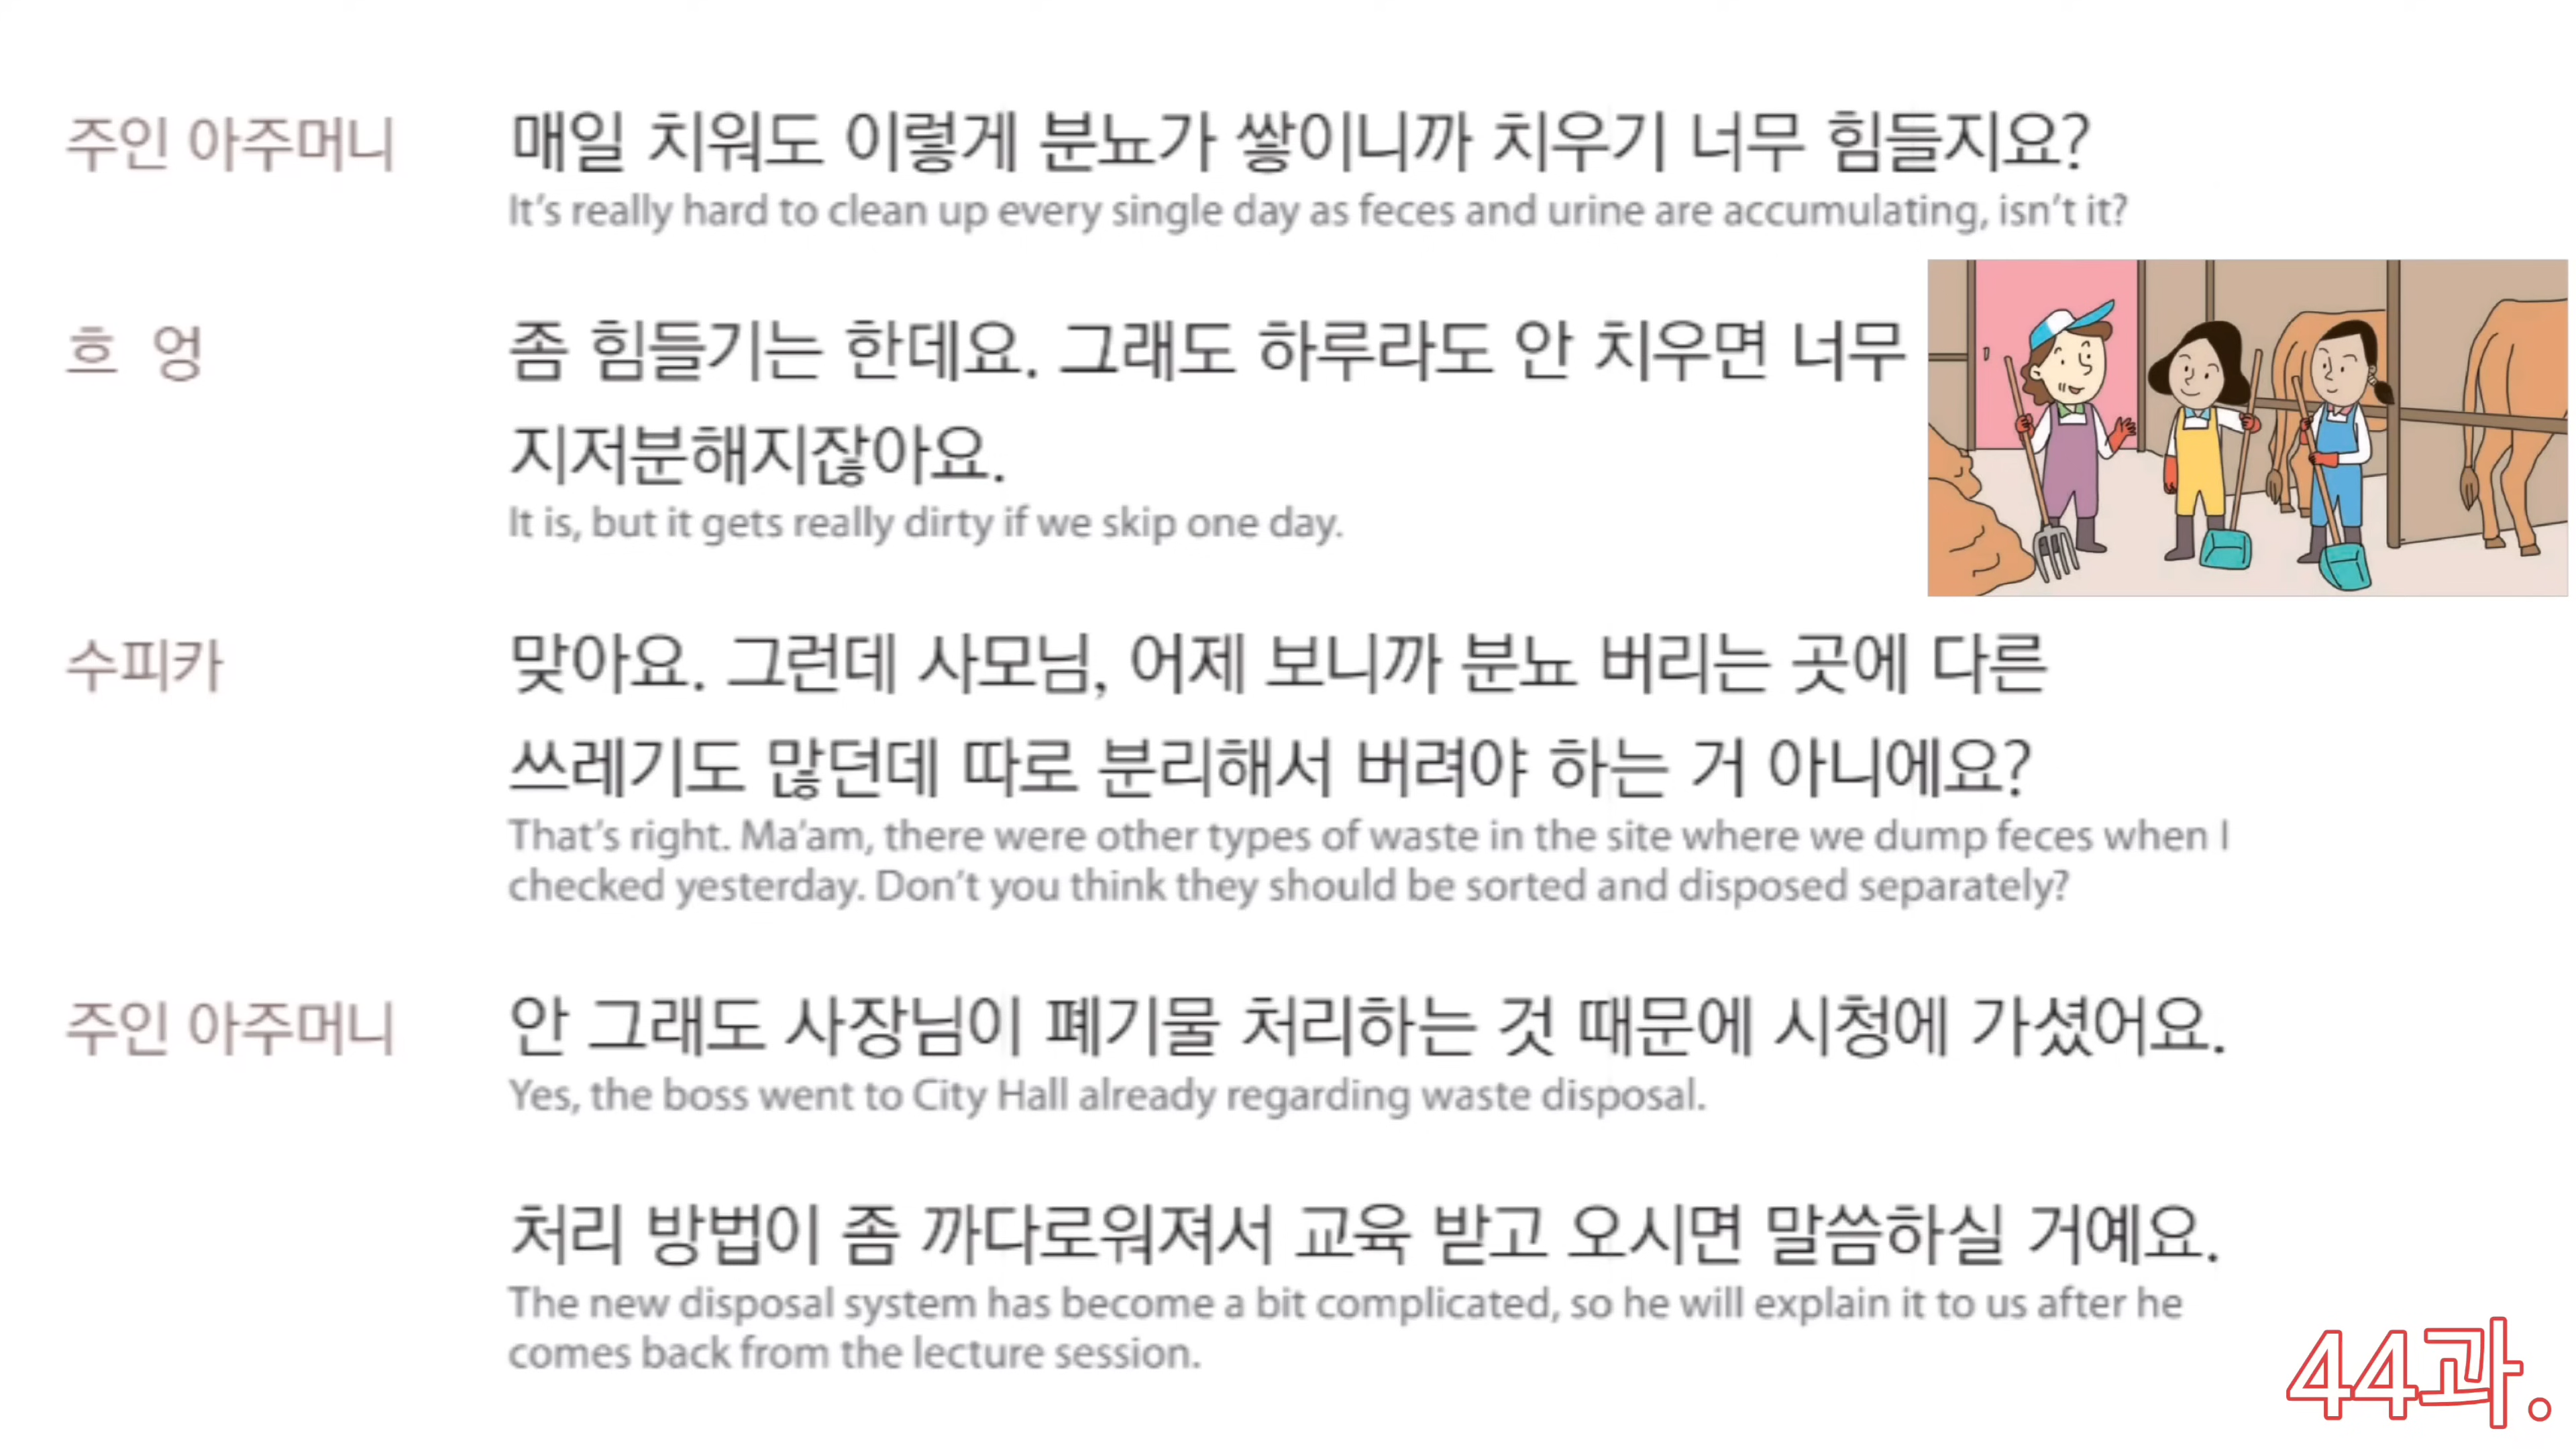 주인 아주머니 매일 치워도 이렇게 분뇨가 쌓이니까 치우기 너무 힘들지요?
It's really hard to clean up every single day as feces and urine are accumulating, isn't it?
흐 엉 좀 힘들기는 한데요. 그래도 하루라도 안 치우면 너무
지저분해지잖아요.
It is, but it gets really dirty if we skip one day.
수피카 맞아요. 그런데 사모님, 어제 보니까 분뇨 버리는 곳에 다른
쓰레기도 많던데 따로 분리해서 버려야 하는 거 아니에요?
That's right. Ma'am, there were other types of waste in the site where we dump feces when I
checked yesterday. Don't you think they should be sorted and disposed separately?
주인 아주머니 안 그래도 사장님이 폐기물 처리하는 것 때문에 시청에 가셨어요.
Yes, the boss went to City Hall already regarding waste disposal.
처리 방법이 좀 까다로워져서 교육 받고 오시면 말씀하실 거예요.
The new disposal system has become a bit complicated, so he will explain it to us after he
comes back from the lecture session.
44과.